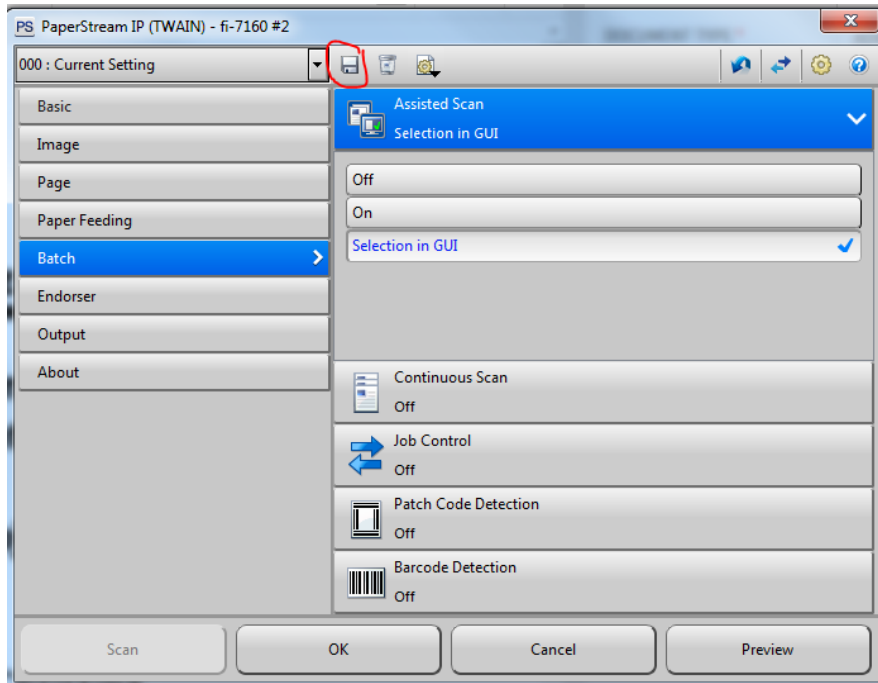 PS PaperStream IP (TWAIN) - fi-7160 #2
000 : Current Setting
Basic
Image
Page
Paper Feeding
Batch
Endorser
Output
About
Assisted Scan
Selection in GUI
Off
On
Selection in GUI
Continuous Scan
Off
Job Control
Off
Patch Code Detection
Off
Barcode Detection
Off
Scan
OK
Cancel
Preview